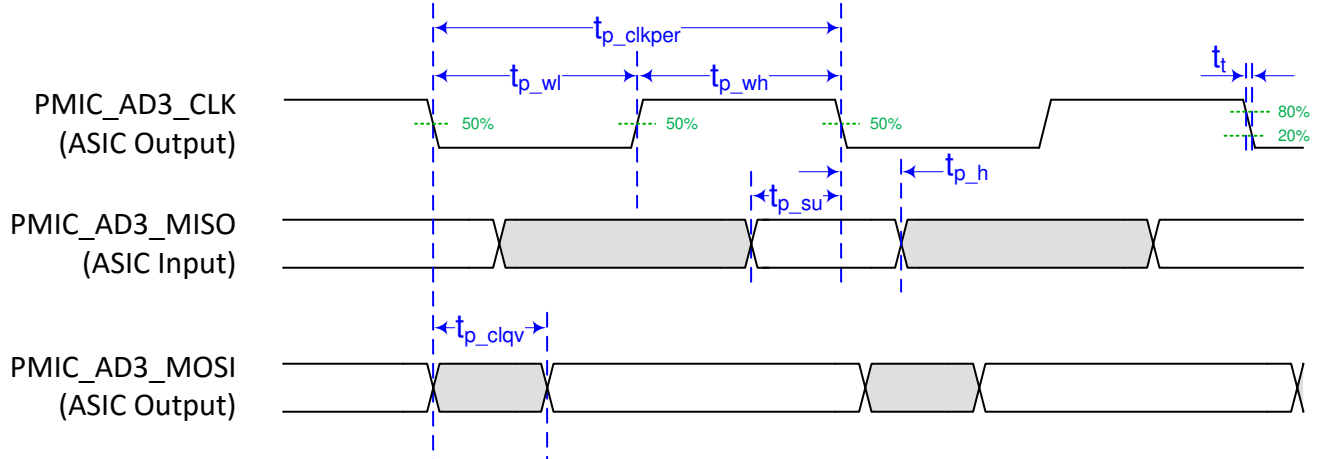 t_p_clkper
t_p_wl t_p_wh t_t
PMIC_AD3_CLK
(ASIC Output)
50% 50% 50% 80%
20%
t_p_h
t_p_su
PMIC_AD3_MISO
(ASIC Input)
t_p_clqv
PMIC_AD3_MOSI
(ASIC Output)